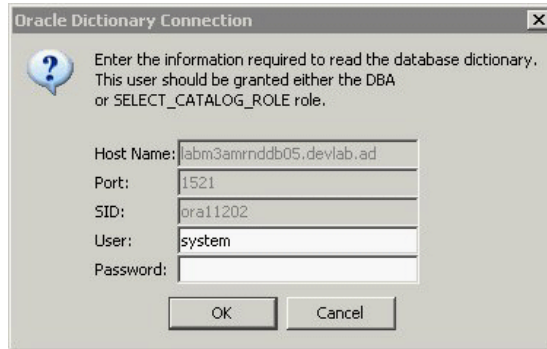 Oracle Dictionary Connection
Enter the information required to read the database dictionary.
This user should be granted either the DBA
or SELECT_CATALOG_ROLE role.
Host Name: labm3amrnddb05.devlab.ad
Port: 1521
SID: ora11202
User: system
Password:
OK Cancel